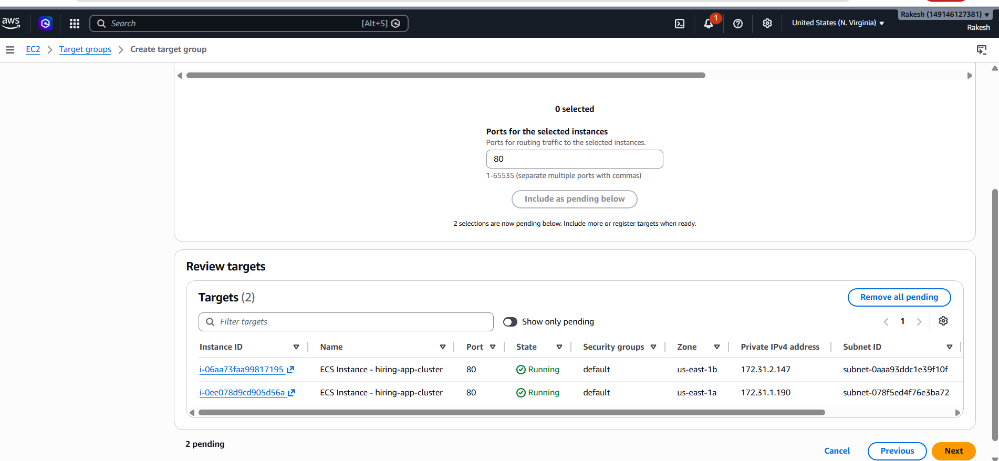 aws
Search [Alt+S]
1
United States (N. Virginia)
Rakesh (149146127381)
Rakesh
EC2 Target groups Create target group
0 selected
Ports for the selected instances
Ports for routing traffic to the selected instances.
80
1-65535 (separate multiple ports with commas)
Include as pending below
2 selections are now pending below. Include more or register targets when ready.
Review targets
Targets (2)
Remove all pending
Filter targets
Show only pending
1
Instance ID Name Port State Security groups Zone Private IPv4 address Subnet ID
i-06aa73faa99817195 ECS Instance - hiring-app-cluster 80 Running default us-east-1b 172.31.2.147 subnet-0aaa93ddc1e39f10f
i-0ee078d9cd905d56a ECS Instance - hiring-app-cluster 80 Running default us-east-1a 172.31.1.190 subnet-078f5ed4f76e3ba72
2 pending
Cancel
Previous
Next